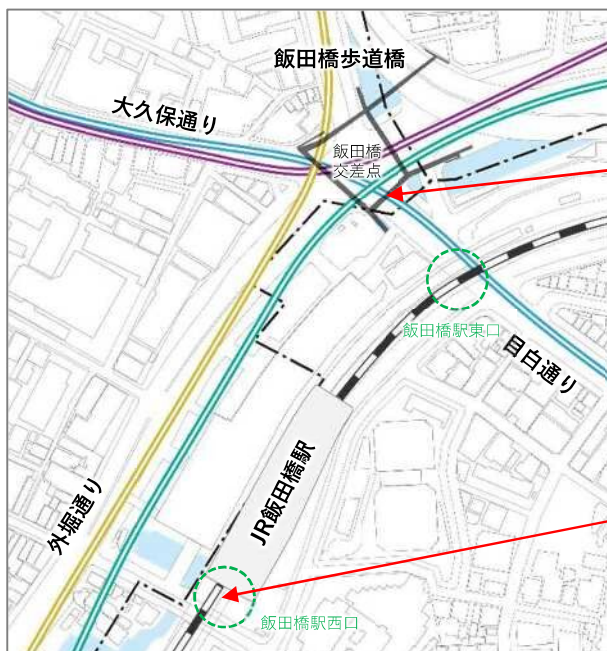 飯田橋歩道橋
大久保通り
飯田橋
交差点
飯田橋駅東口
目白通り
JR飯田橋駅
外堀通り
飯田橋駅西口